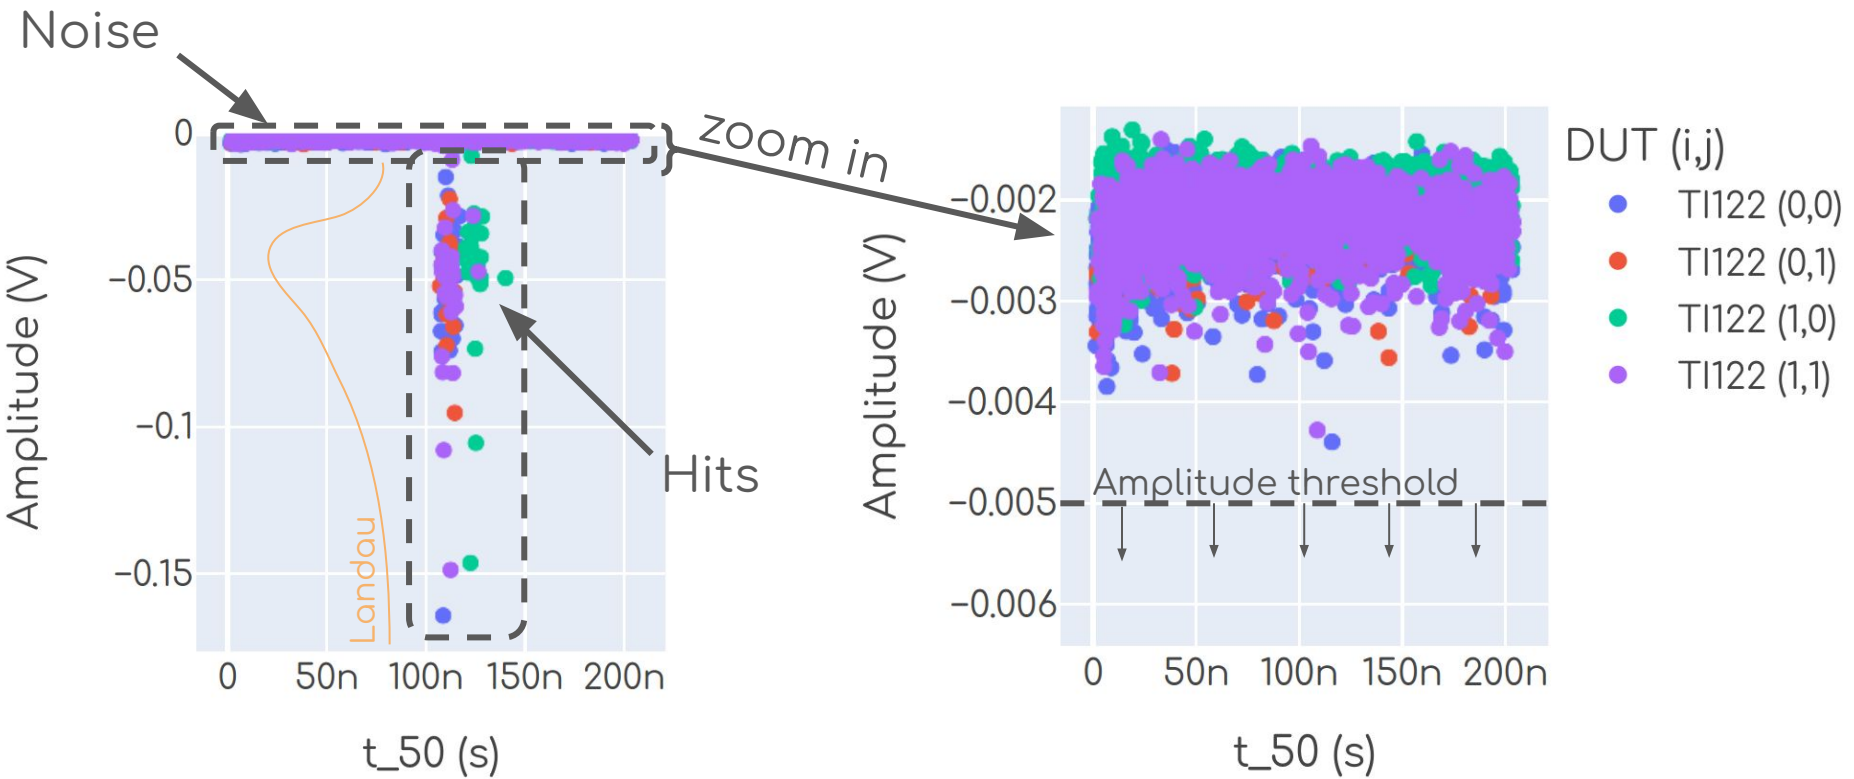 Noise
0
−0.05
−0.1
−0.15
Amplitude (V)
Landau
Hits
0
50n
100n
150n
200n
t_50 (s)
zoom in
−0.002
−0.003
−0.004
−0.005
−0.006
Amplitude (V)
Amplitude threshold
0
50n
100n
150n
200n
t_50 (s)
DUT (i,j)
TI122 (0,0)
TI122 (0,1)
TI122 (1,0)
TI122 (1,1)